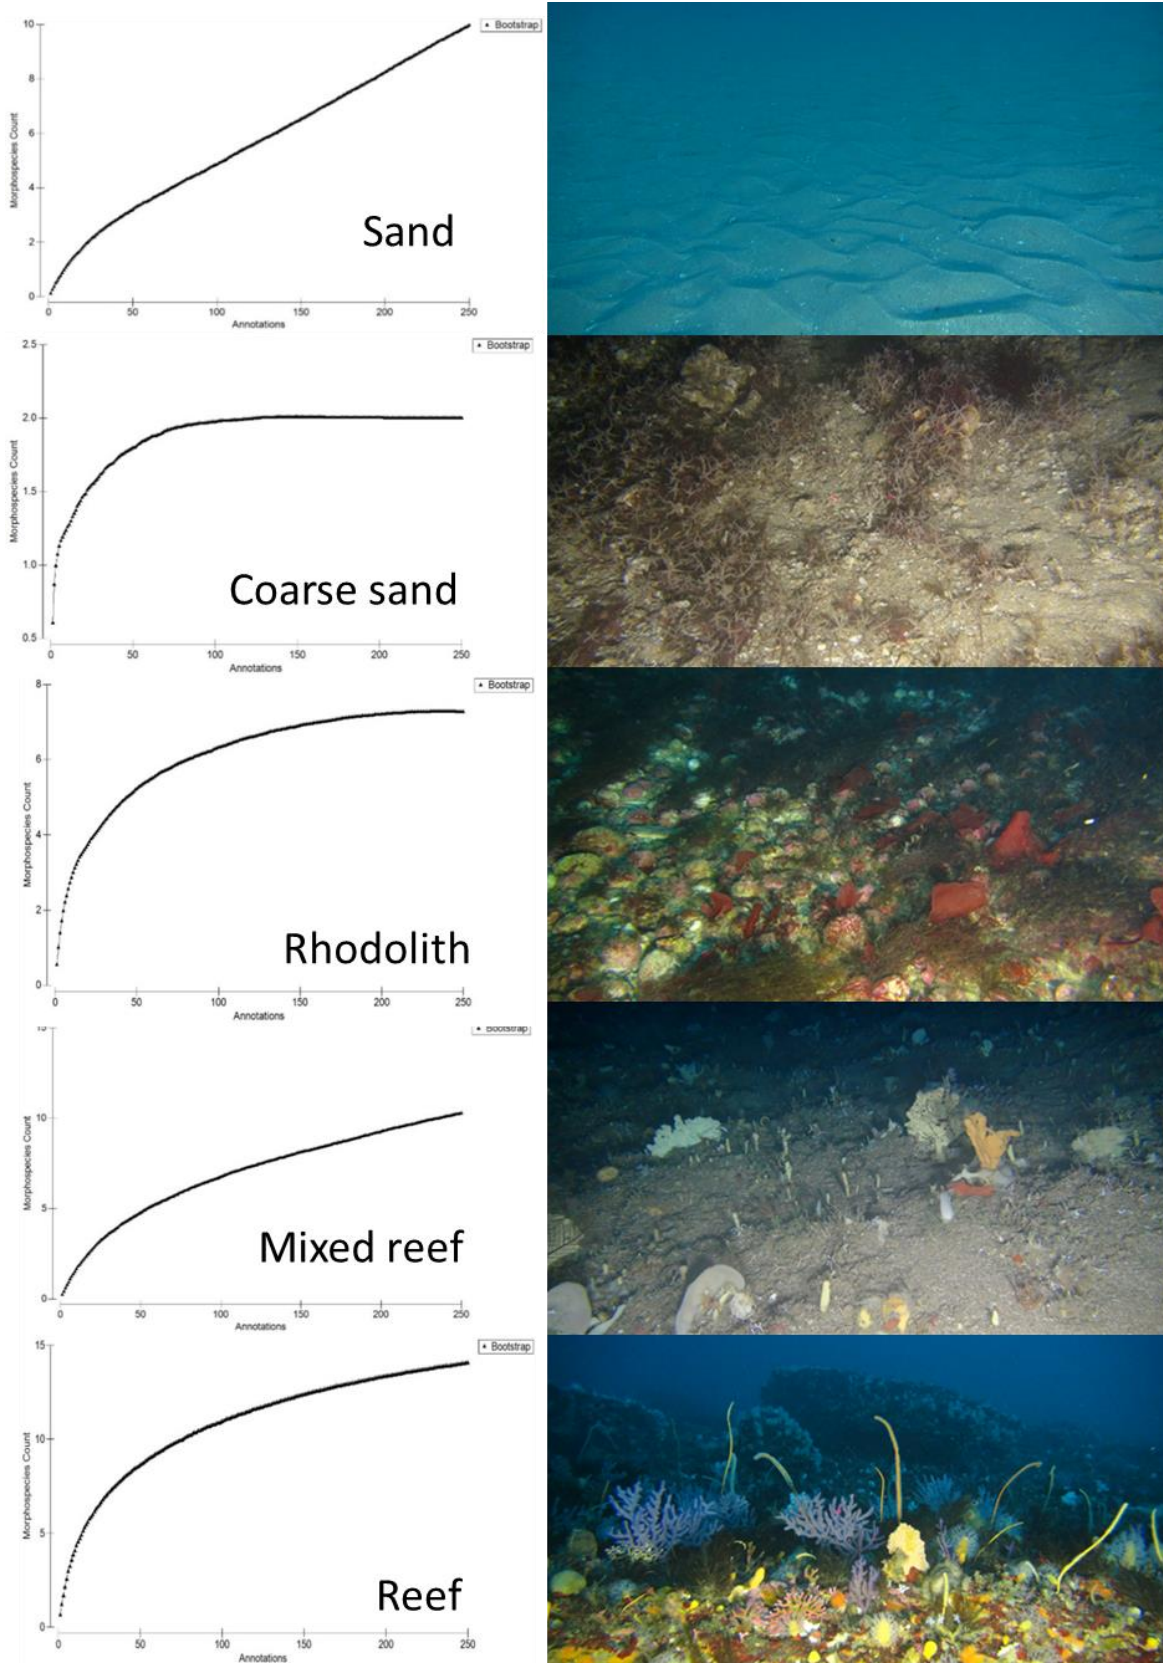 10
Bootstrap
8
6
4
2
0
Morphospecies Count
Sand
0 50 100 150 200 250
Annotations
2.5
Bootstrap
2.0
1.5
1.0
0.5
Morphospecies Count
Coarse sand
0 50 100 150 200 250
Annotations
8
Bootstrap
6
4
2
0
Morphospecies Count
Rhodolith
0 50 100 150 200 250
Annotations
15
Bootstrap
10
5
0
Morphospecies Count
Mixed reef
0 50 100 150 200 250
Annotations
15
Bootstrap
10
5
0
Morphospecies Count
Reef
0 50 100 150 200 250
Annotations